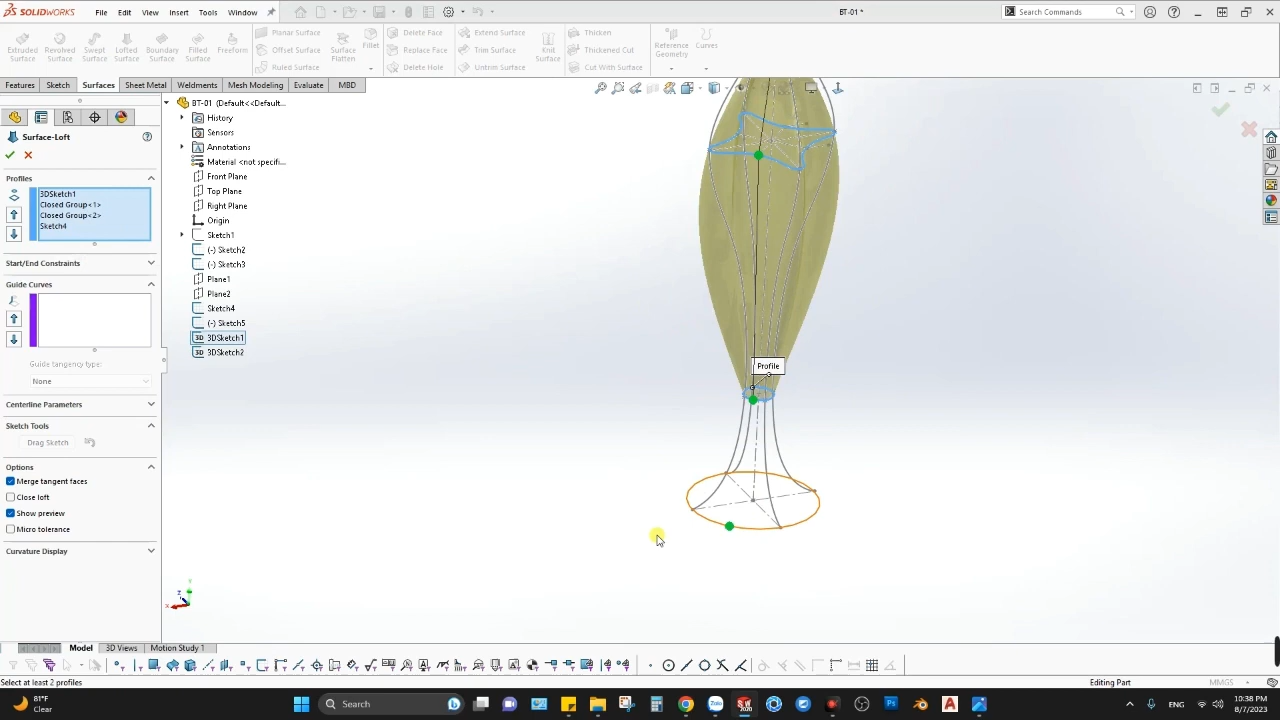 SOLIDWORKS File Edit View Insert Tools Window BT-01 * Search Commands
Extruded Surface Revolved Surface Swept Surface Lofted Surface Boundary Surface Filled Surface Freeform Planar Surface Offset Surface Ruled Surface Surface Flatten Fillet Delete Face Replace Face Delete Hole Extend Surface Trim Surface Untrim Surface Knit Surface Thicken Thickened Cut Cut With Surface Reference Geometry Curves
Features Sketch Surfaces Sheet Metal Weldments Mesh Modeling Evaluate MBD
BT-01 (Default<<Default...
History
Sensors
Annotations
Material <not specifi...
Front Plane
Top Plane
Right Plane
Origin
Sketch1
(-) Sketch2
(-) Sketch3
Plane1
Plane2
Sketch4
(-) Sketch5
3D 3DSketch1
3D 3DSketch2
Surface-Loft
Profiles
3DSketch1
Closed Group<1>
Closed Group<2>
Sketch4
Start/End Constraints
Guide Curves
Guide tangency type:
None
Centerline Parameters
Sketch Tools
Drag Sketch
Options
Merge tangent faces
Close loft
Show preview
Micro tolerance
Curvature Display
Profile
Y
Z
X
Model 3D Views Motion Study 1
Select at least 2 profiles Editing Part MMGS
81°F
Clear
Search
ENG
10:38 PM
8/7/2023